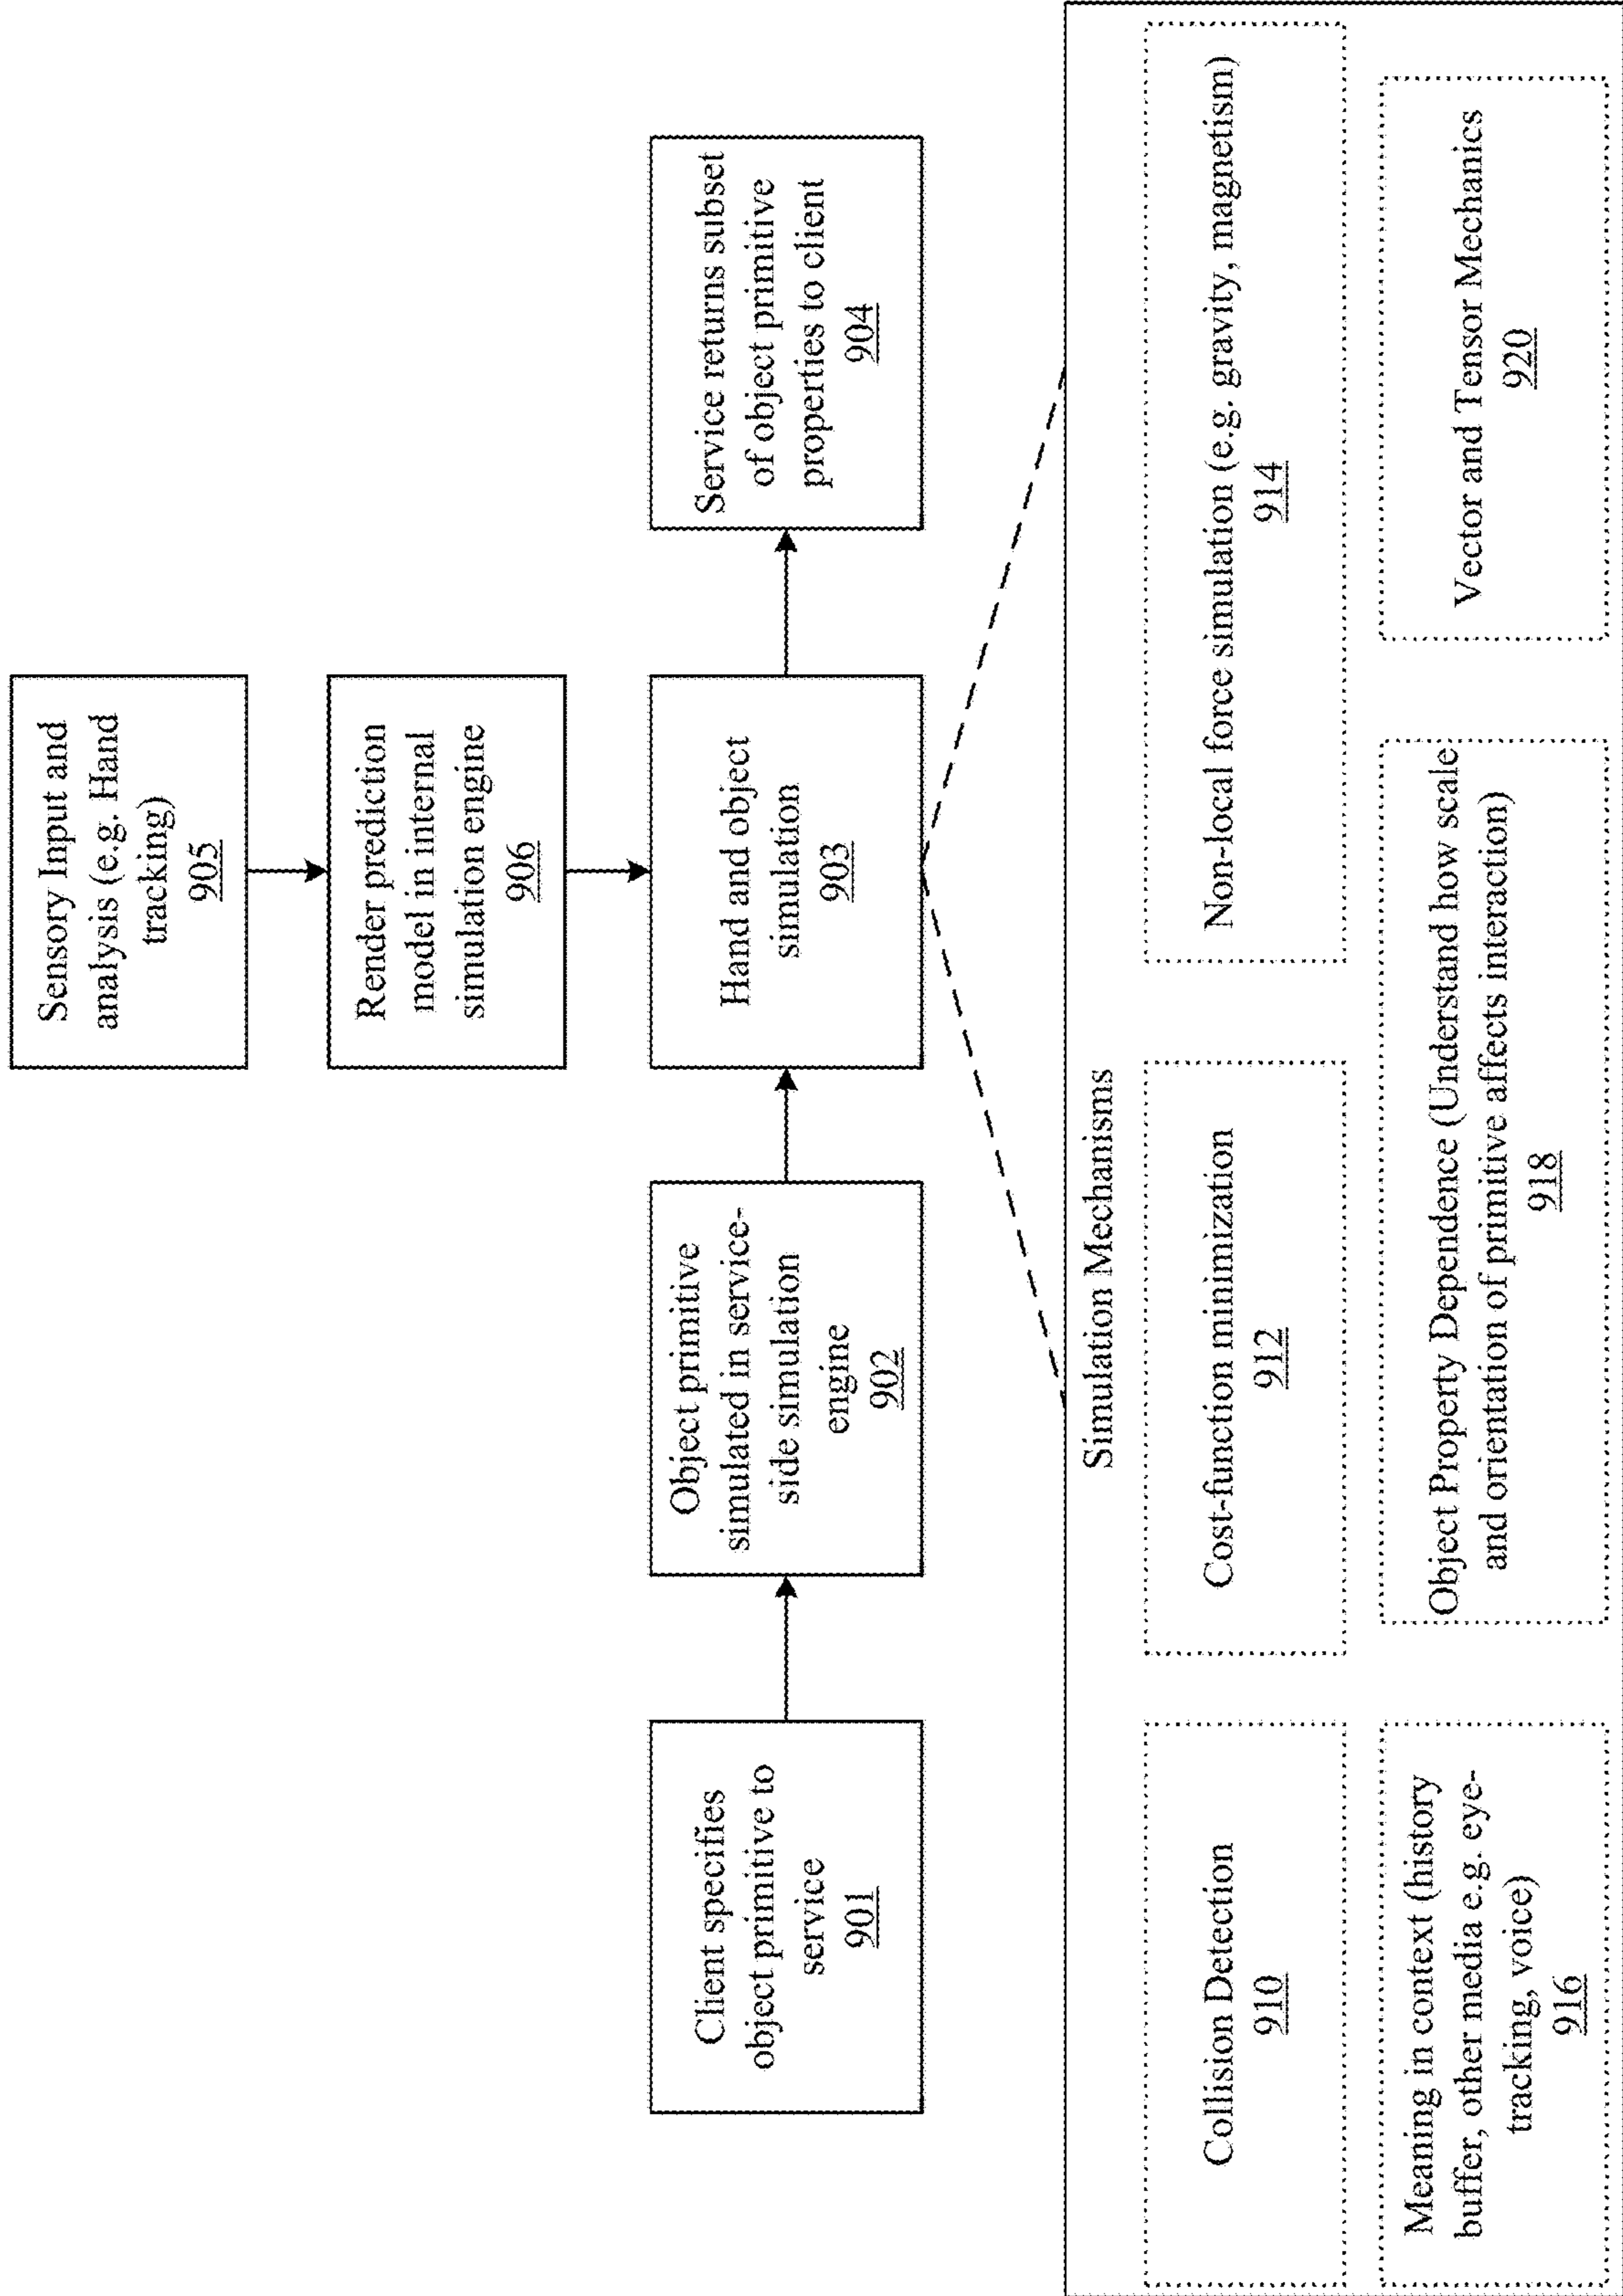 Sensory Input and
analysis (e.g. Hand
tracking)
905
Render prediction
model in internal
simulation engine
906
Client specifies
object primitive to
service
901
Object primitive
simulated in service-
side simulation
engine
902
Hand and object
simulation
903
Service returns subset
of object primitive
properties to client
904
Simulation Mechanisms
Collision Detection
910
Cost-function minimization
912
Non-local force simulation (e.g. gravity, magnetism)
914
Meaning in context (history
buffer, other media e.g. eye-
tracking, voice)
916
Object Property Dependence (Understand how scale
and orientation of primitive affects interaction)
918
Vector and Tensor Mechanics
920